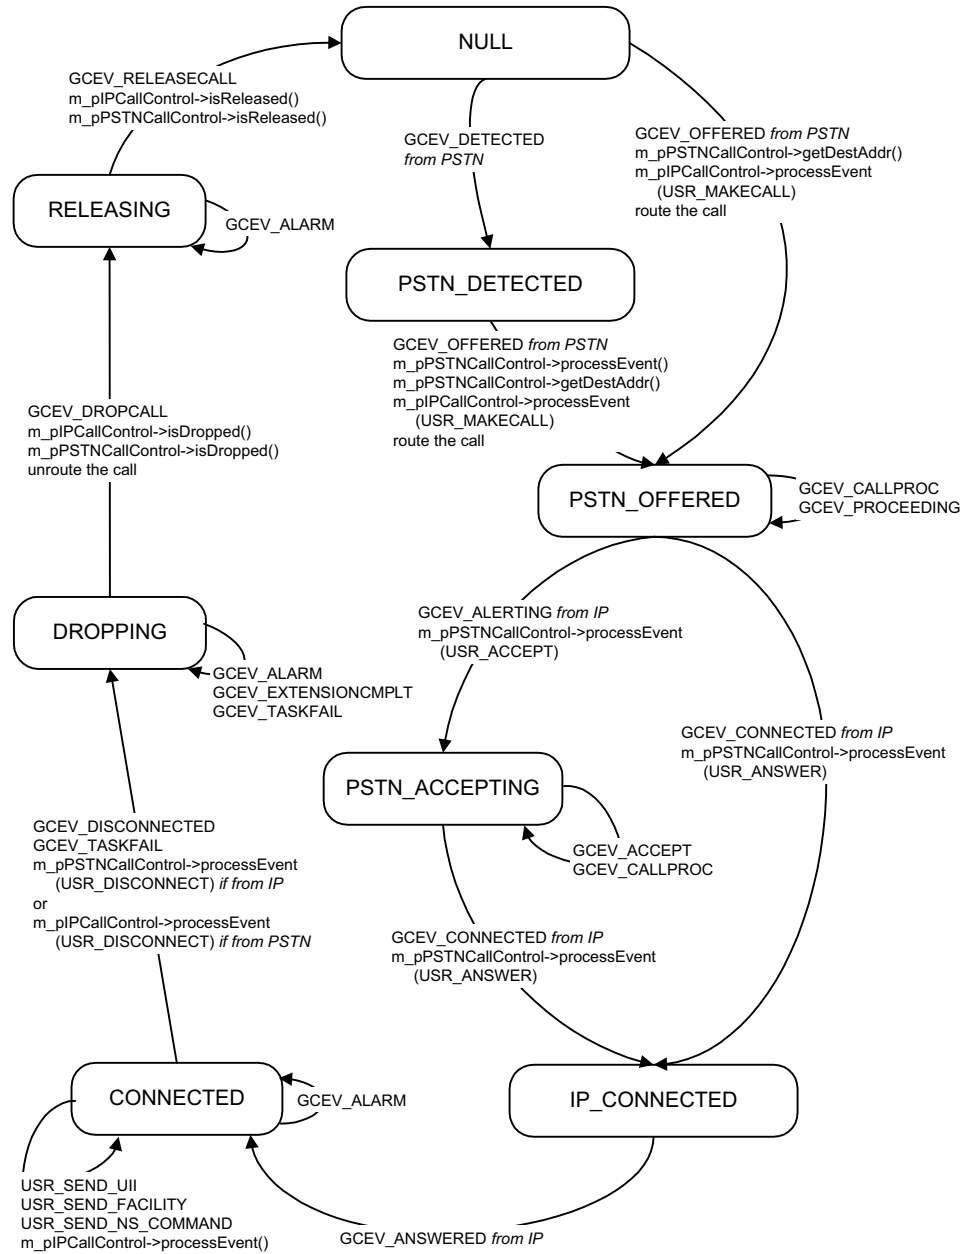 NULL
GCEV_RELEASECALL
m_pIPCallControl->isReleased()
m_pPSTNCallControl->isReleased()
GCEV_DETECTED
from PSTN
GCEV_OFFERED from PSTN
m_pPSTNCallControl->getDestAddr()
m_pIPCallControl->processEvent
(USR_MAKECALL)
route the call
RELEASING
GCEV_ALARM
PSTN_DETECTED
GCEV_OFFERED from PSTN
m_pPSTNCallControl->processEvent()
m_pPSTNCallControl->getDestAddr()
m_pIPCallControl->processEvent
(USR_MAKECALL)
route the call
GCEV_DROPCALL
m_pIPCallControl->isDropped()
m_pPSTNCallControl->isDropped()
unroute the call
PSTN_OFFERED
GCEV_CALLPROC
GCEV_PROCEEDING
GCEV_ALERTING from IP
m_pPSTNCallControl->processEvent
(USR_ACCEPT)
DROPPING
GCEV_ALARM
GCEV_EXTENSIONCMPLT
GCEV_TASKFAIL
GCEV_CONNECTED from IP
m_pPSTNCallControl->processEvent
(USR_ANSWER)
PSTN_ACCEPTING
GCEV_ACCEPT
GCEV_CALLPROC
GCEV_DISCONNECTED
GCEV_TASKFAIL
m_pPSTNCallControl->processEvent
(USR_DISCONNECT) if from IP
or
m_pIPCallControl->processEvent
(USR_DISCONNECT) if from PSTN
GCEV_CONNECTED from IP
m_pPSTNCallControl->processEvent
(USR_ANSWER)
CONNECTED
GCEV_ALARM
IP_CONNECTED
USR_SEND_UII
USR_SEND_FACILITY
USR_SEND_NS_COMMAND
m_pIPCallControl->processEvent()
GCEV_ANSWERED from IP